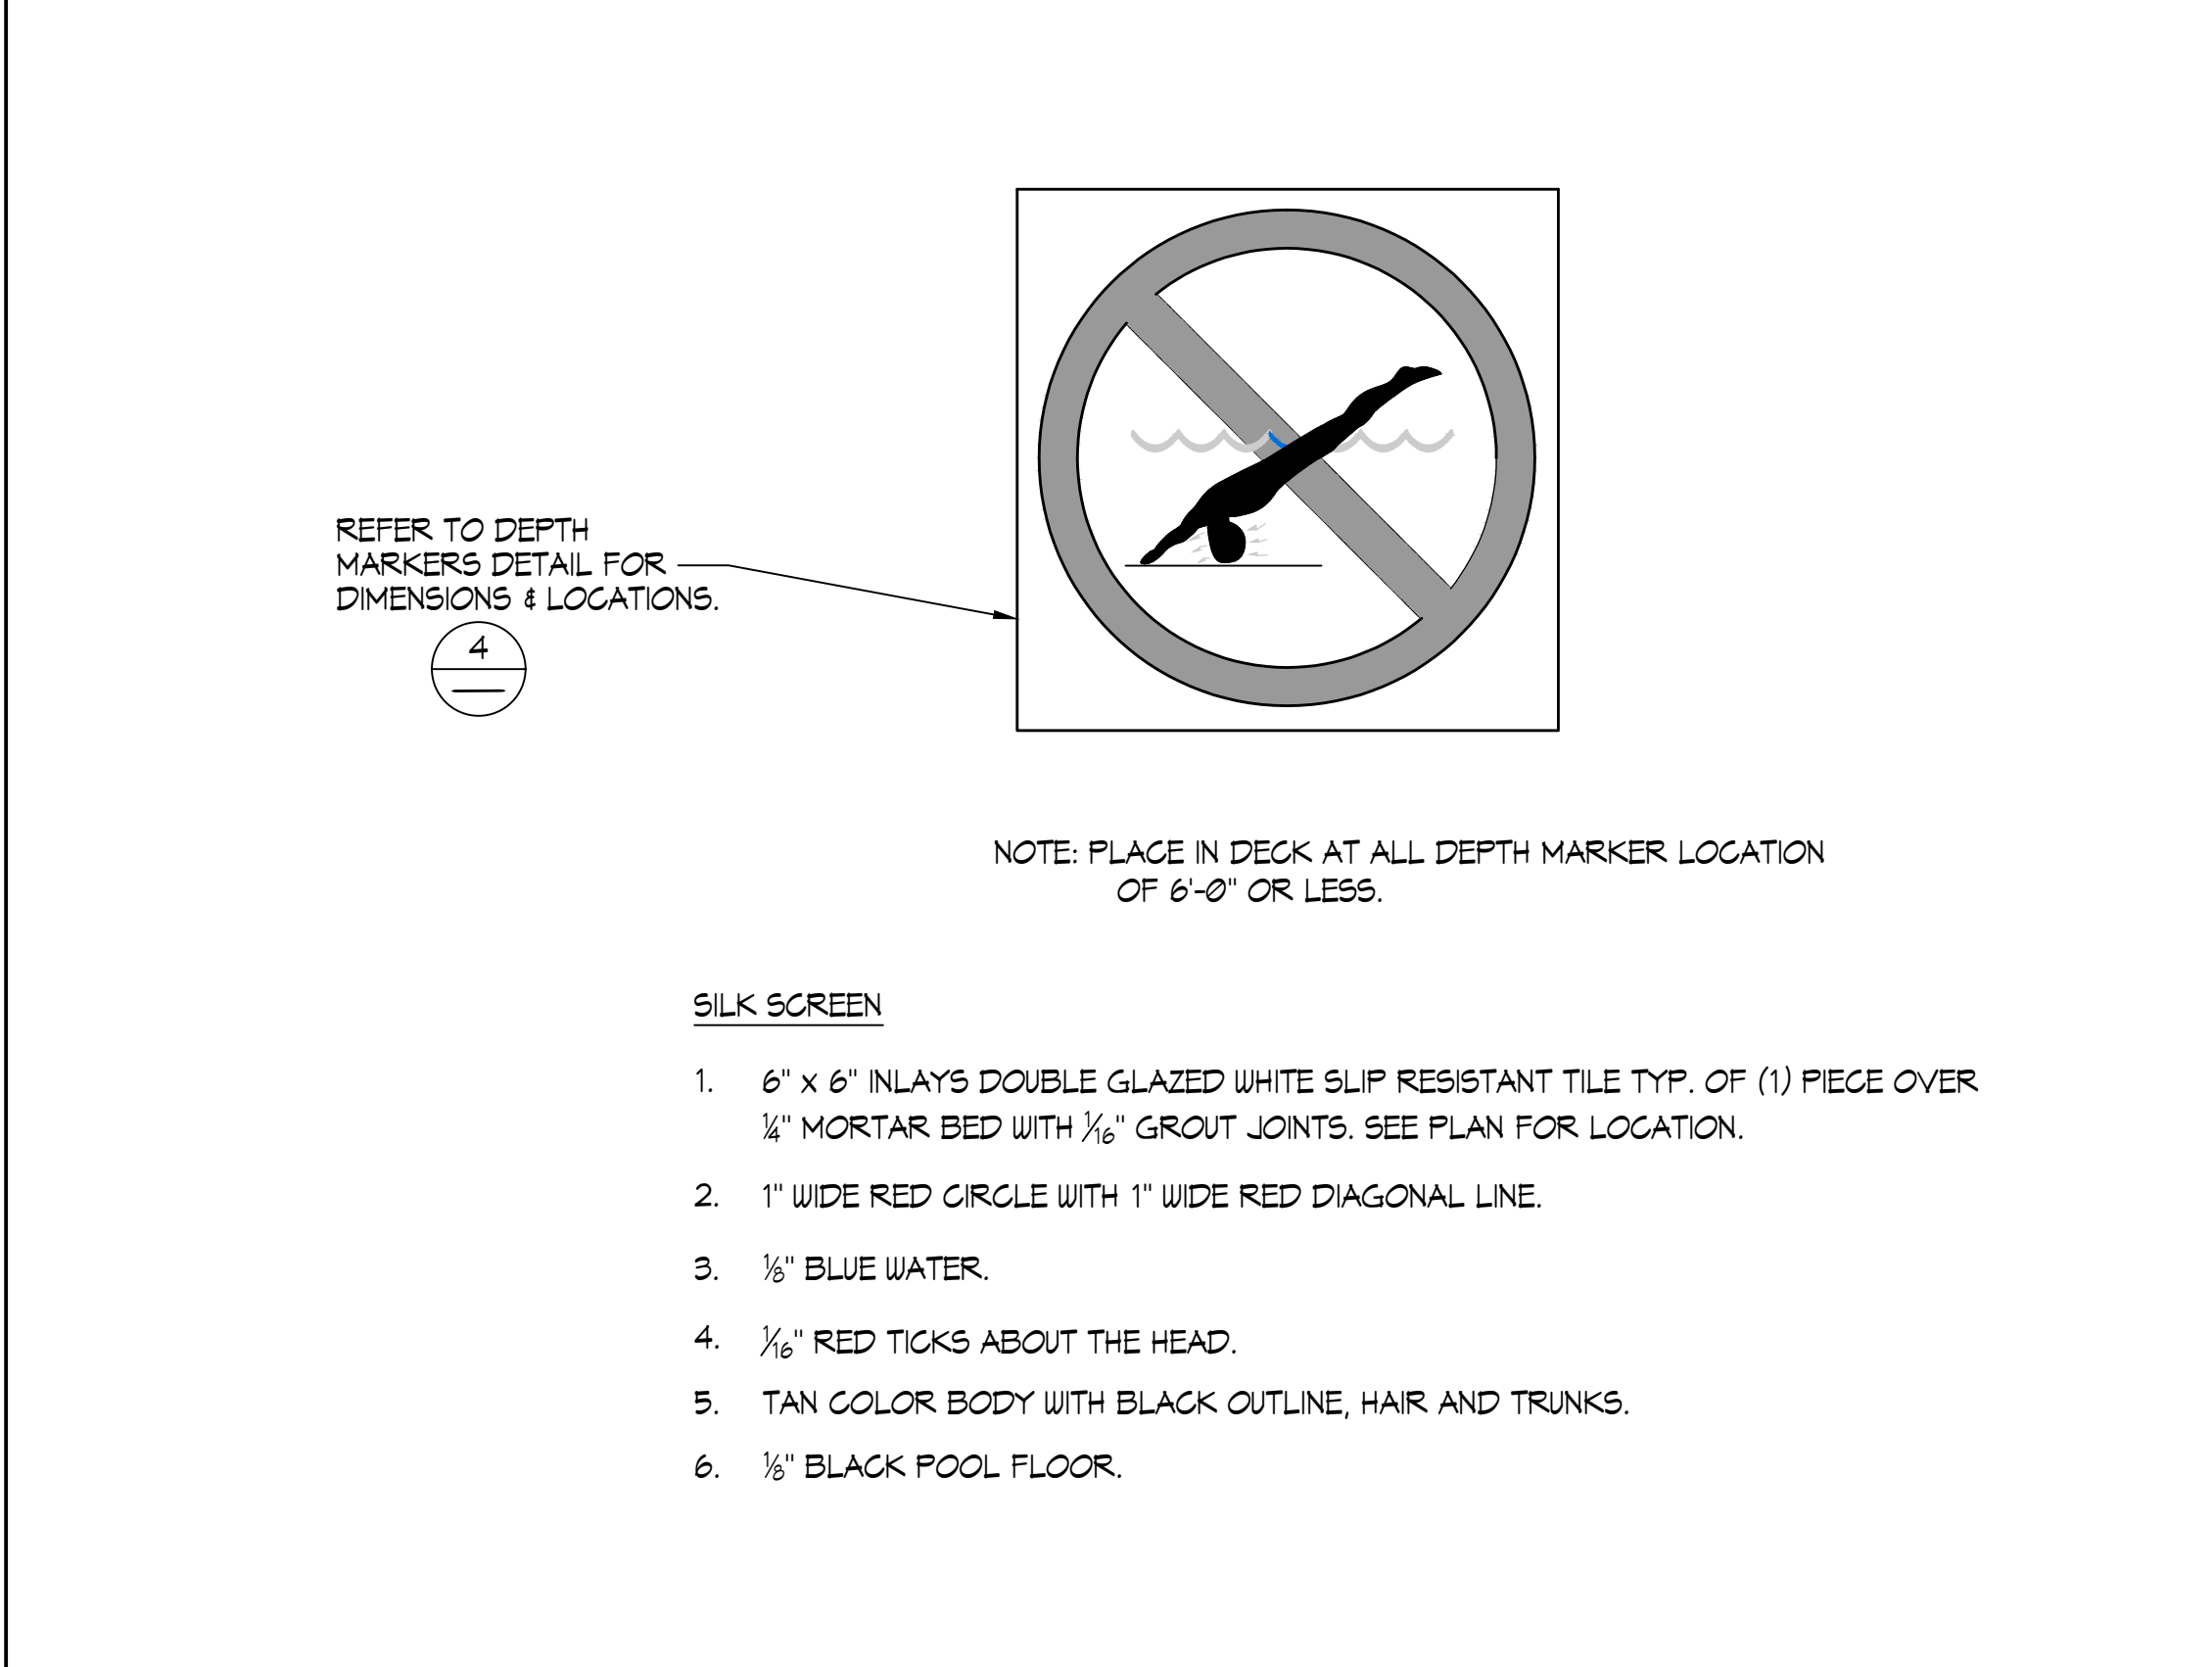 REFER TO DEPTH
MARKERS DETAIL FOR
DIMENSIONS & LOCATIONS.
4
NOTE: PLACE IN DECK AT ALL DEPTH MARKER LOCATION
OF 6'-0" OR LESS.
SILK SCREEN
1. 6" X 6" INLAYS DOUBLE GLAZED WHITE SLIP RESISTANT TILE TYP. OF (1) PIECE OVER
1/4" MORTAR BED WITH 1/16" GROUT JOINTS. SEE PLAN FOR LOCATION.
2. 1" WIDE RED CIRCLE WITH 1" WIDE RED DIAGONAL LINE.
3. 1/8" BLUE WATER.
4. 1/16" RED TICKS ABOUT THE HEAD.
5. TAN COLOR BODY WITH BLACK OUTLINE, HAIR AND TRUNKS.
6. 1/8" BLACK POOL FLOOR.